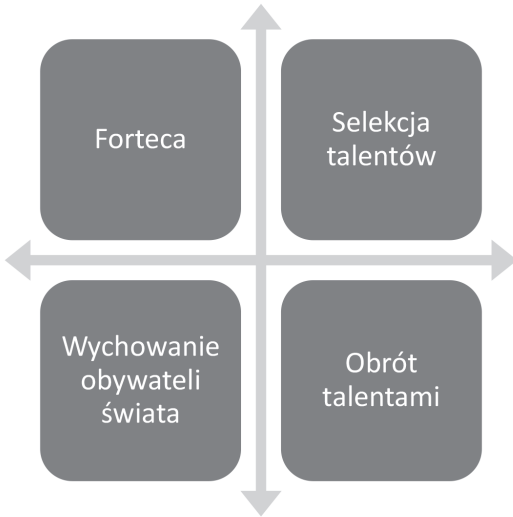 Forteca
Selekcja
talentów
Wychowanie
obywateli
świata
Obrót
talentami